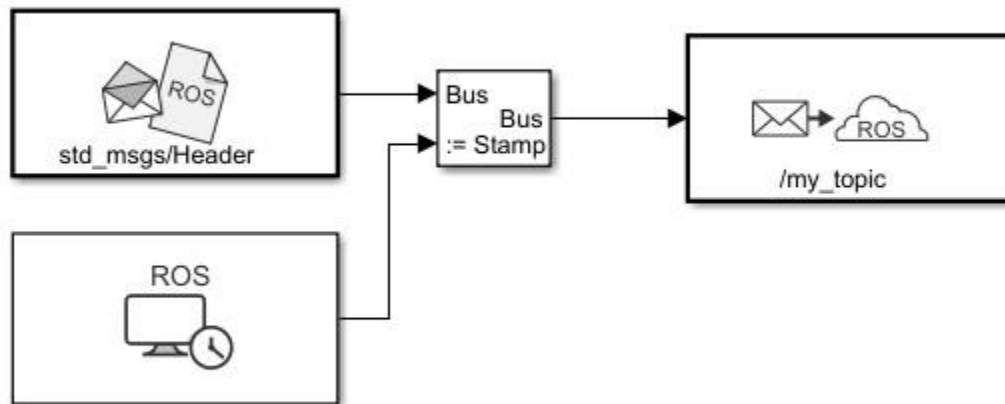 ROS
std_msgs/Header
Bus
Bus
:= Stamp
ROS
/my_topic
ROS